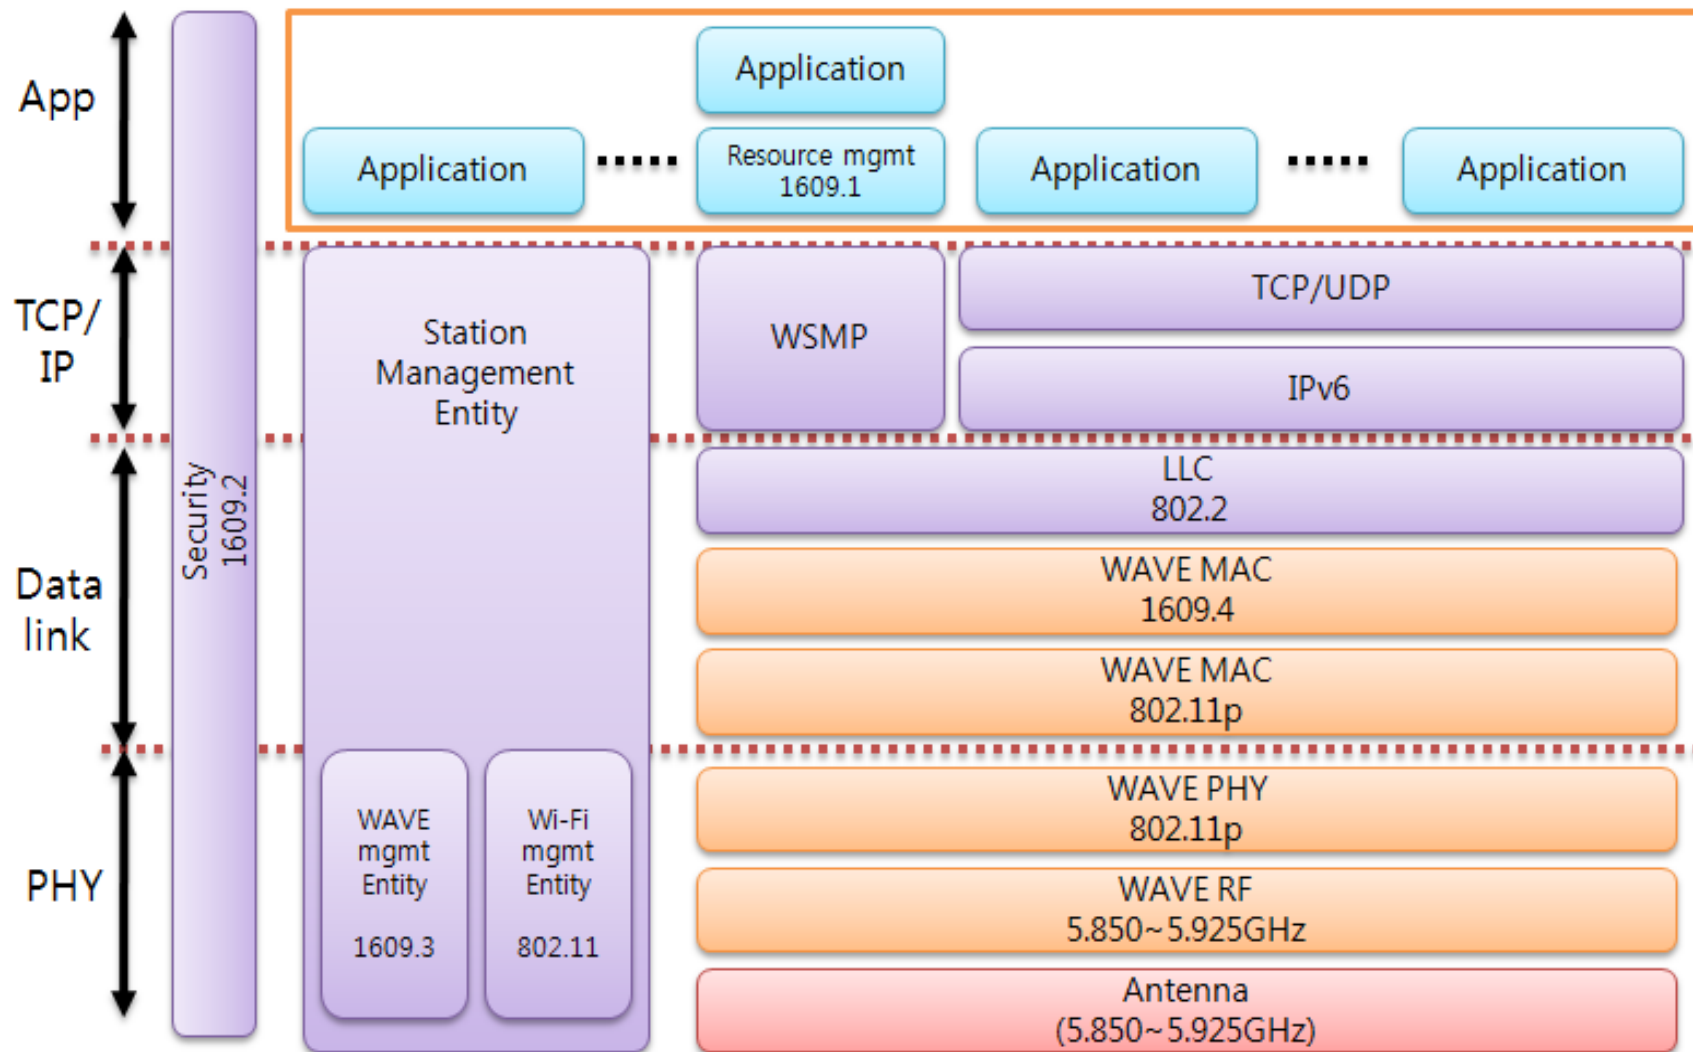 App
Application
Application
Resource mgmt
1609.1
Application
Application
TCP/
IP
Station
Management
Entity
WSMP
TCP/UDP
IPv6
Security
1609.2
Data
link
LLC
802.2
WAVE MAC
1609.4
WAVE MAC
802.11p
PHY
WAVE
mgmt
Entity
1609.3
Wi-Fi
mgmt
Entity
802.11
WAVE PHY
802.11p
WAVE RF
5.850~5.925GHz
Antenna
(5.850~5.925GHz)